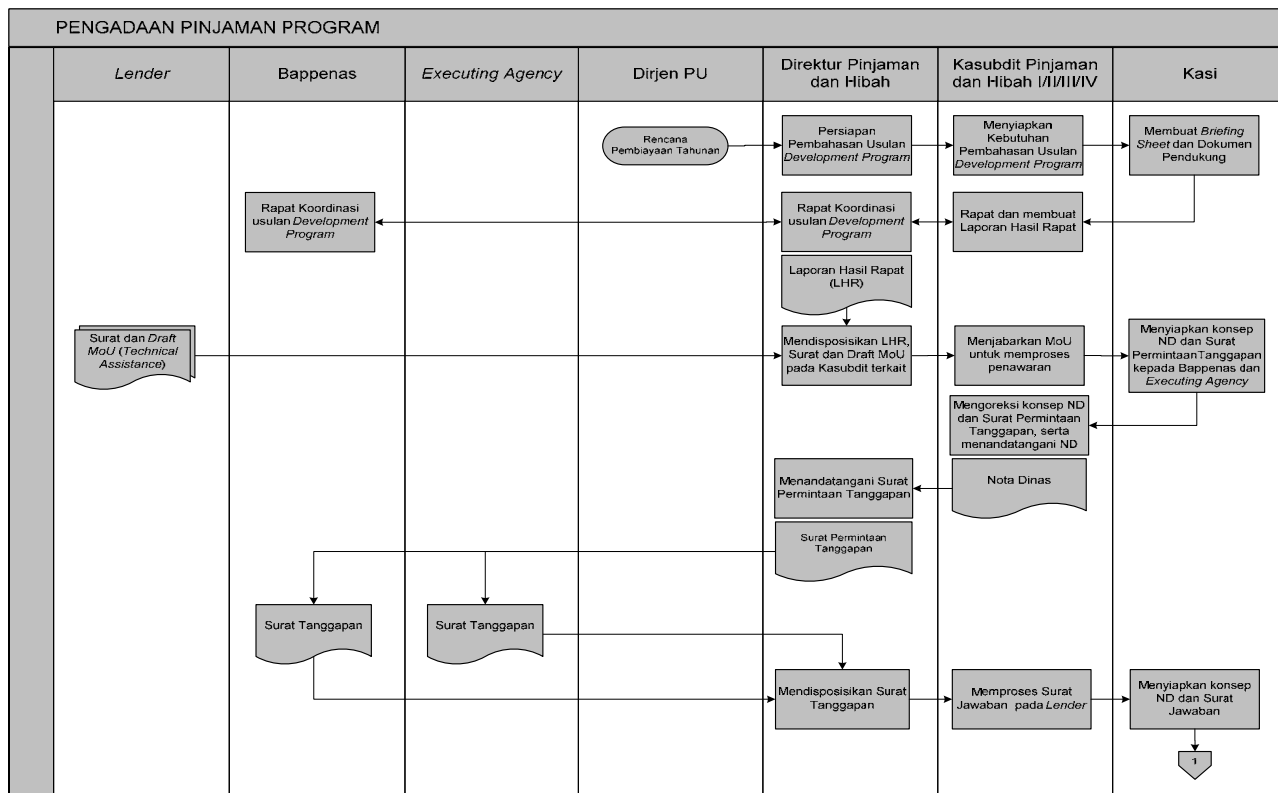 PENGADAAN PINJAMAN PROGRAM
Lender
Bappenas
Executing Agency
Dirjen PU
Direktur Pinjaman
dan Hibah
Kasubdit Pinjaman
dan Hibah I/II/III/IV
Kasi
Rencana
Pembiayaan Tahunan
Persiapan
Pembahasan Usulan
Development Program
Menyiapkan
Kebutuhan
Pembahasan Usulan
Development Program
Membuat Briefing
Sheet dan Dokumen
Pendukung
Rapat Koordinasi
usulan Development
Program
Rapat Koordinasi
usulan Development
Program
Rapat dan membuat
Laporan Hasil Rapat
Laporan Hasil Rapat
(LHR)
Surat dan Draft
MoU (Technical
Assistance)
Mendisposisikan LHR,
Surat dan Draft MoU
pada Kasubdit terkait
Menjabarkan MoU
untuk memproses
penawaran
Menyiapkan konsep
ND dan Surat
PermintaanTanggapan
kepada Bappenas dan
Executing Agency
Mengoreksi konsep ND
dan Surat Permintaan
Tanggapan, serta
menandatangani ND
Menandatangani Surat
Permintaan Tanggapan
Nota Dinas
Surat Permintaan
Tanggapan
Surat Tanggapan
Surat Tanggapan
Mendisposisikan Surat
Tanggapan
Memproses Surat
Jawaban pada Lender
Menyiapkan konsep
ND dan Surat
Jawaban
1